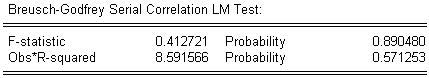 Breusch-Godfrey Serial Correlation LM Test:
F-statistic 0.412721 Probability 0.890480
Obs*R-squared 8.591566 Probability 0.571253